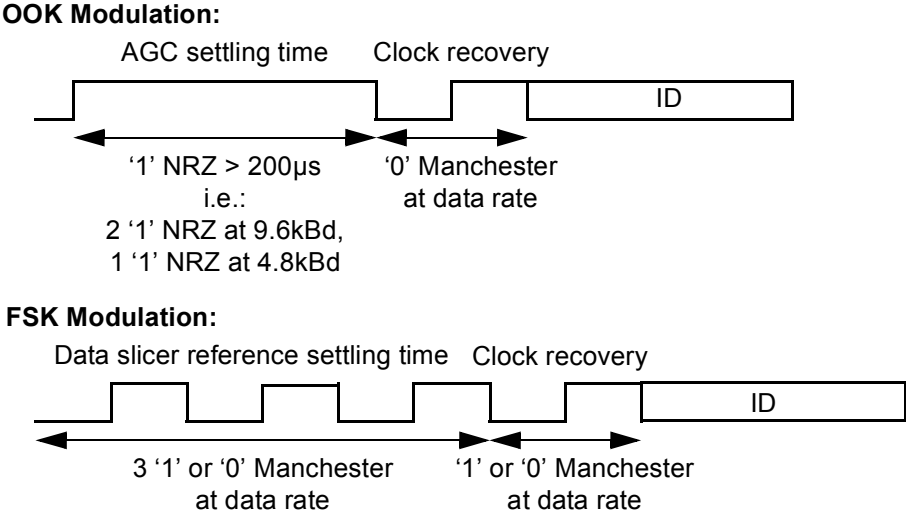 OOK Modulation:
AGC settling time Clock recovery
ID
‘1’ NRZ > 200µs
i.e.:
2 ‘1’ NRZ at 9.6kBd,
1 ‘1’ NRZ at 4.8kBd
‘0’ Manchester
at data rate
FSK Modulation:
Data slicer reference settling time Clock recovery
ID
3 ‘1’ or ‘0’ Manchester
at data rate
‘1’ or ‘0’ Manchester
at data rate